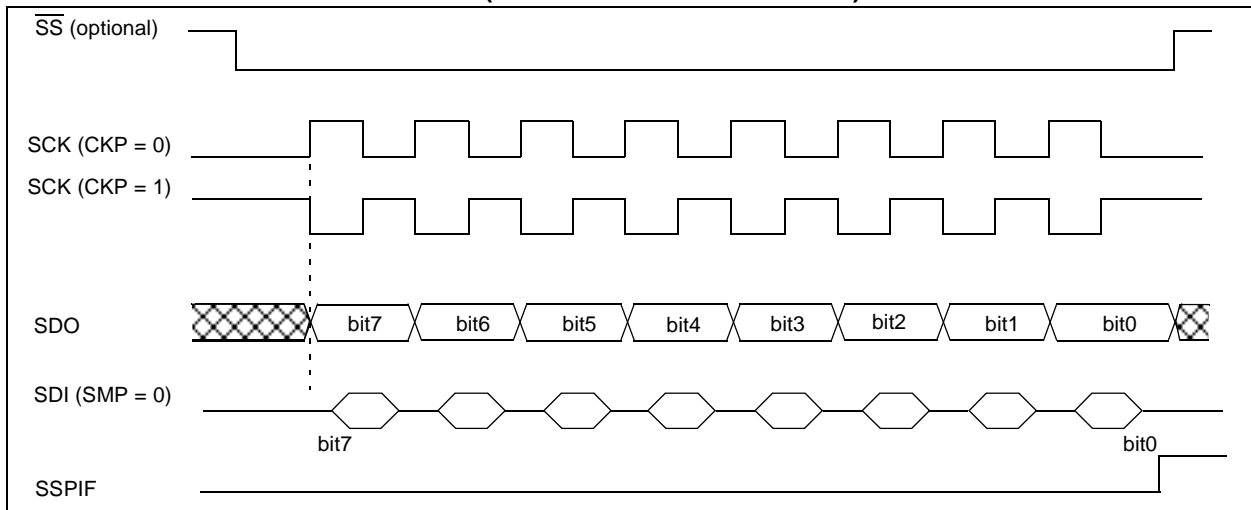 SS (optional)
SCK (CKP = 0)
SCK (CKP = 1)
SDO bit7 bit6 bit5 bit4 bit3 bit2 bit1 bit0
SDI (SMP = 0)
bit7 bit0
SSPIF